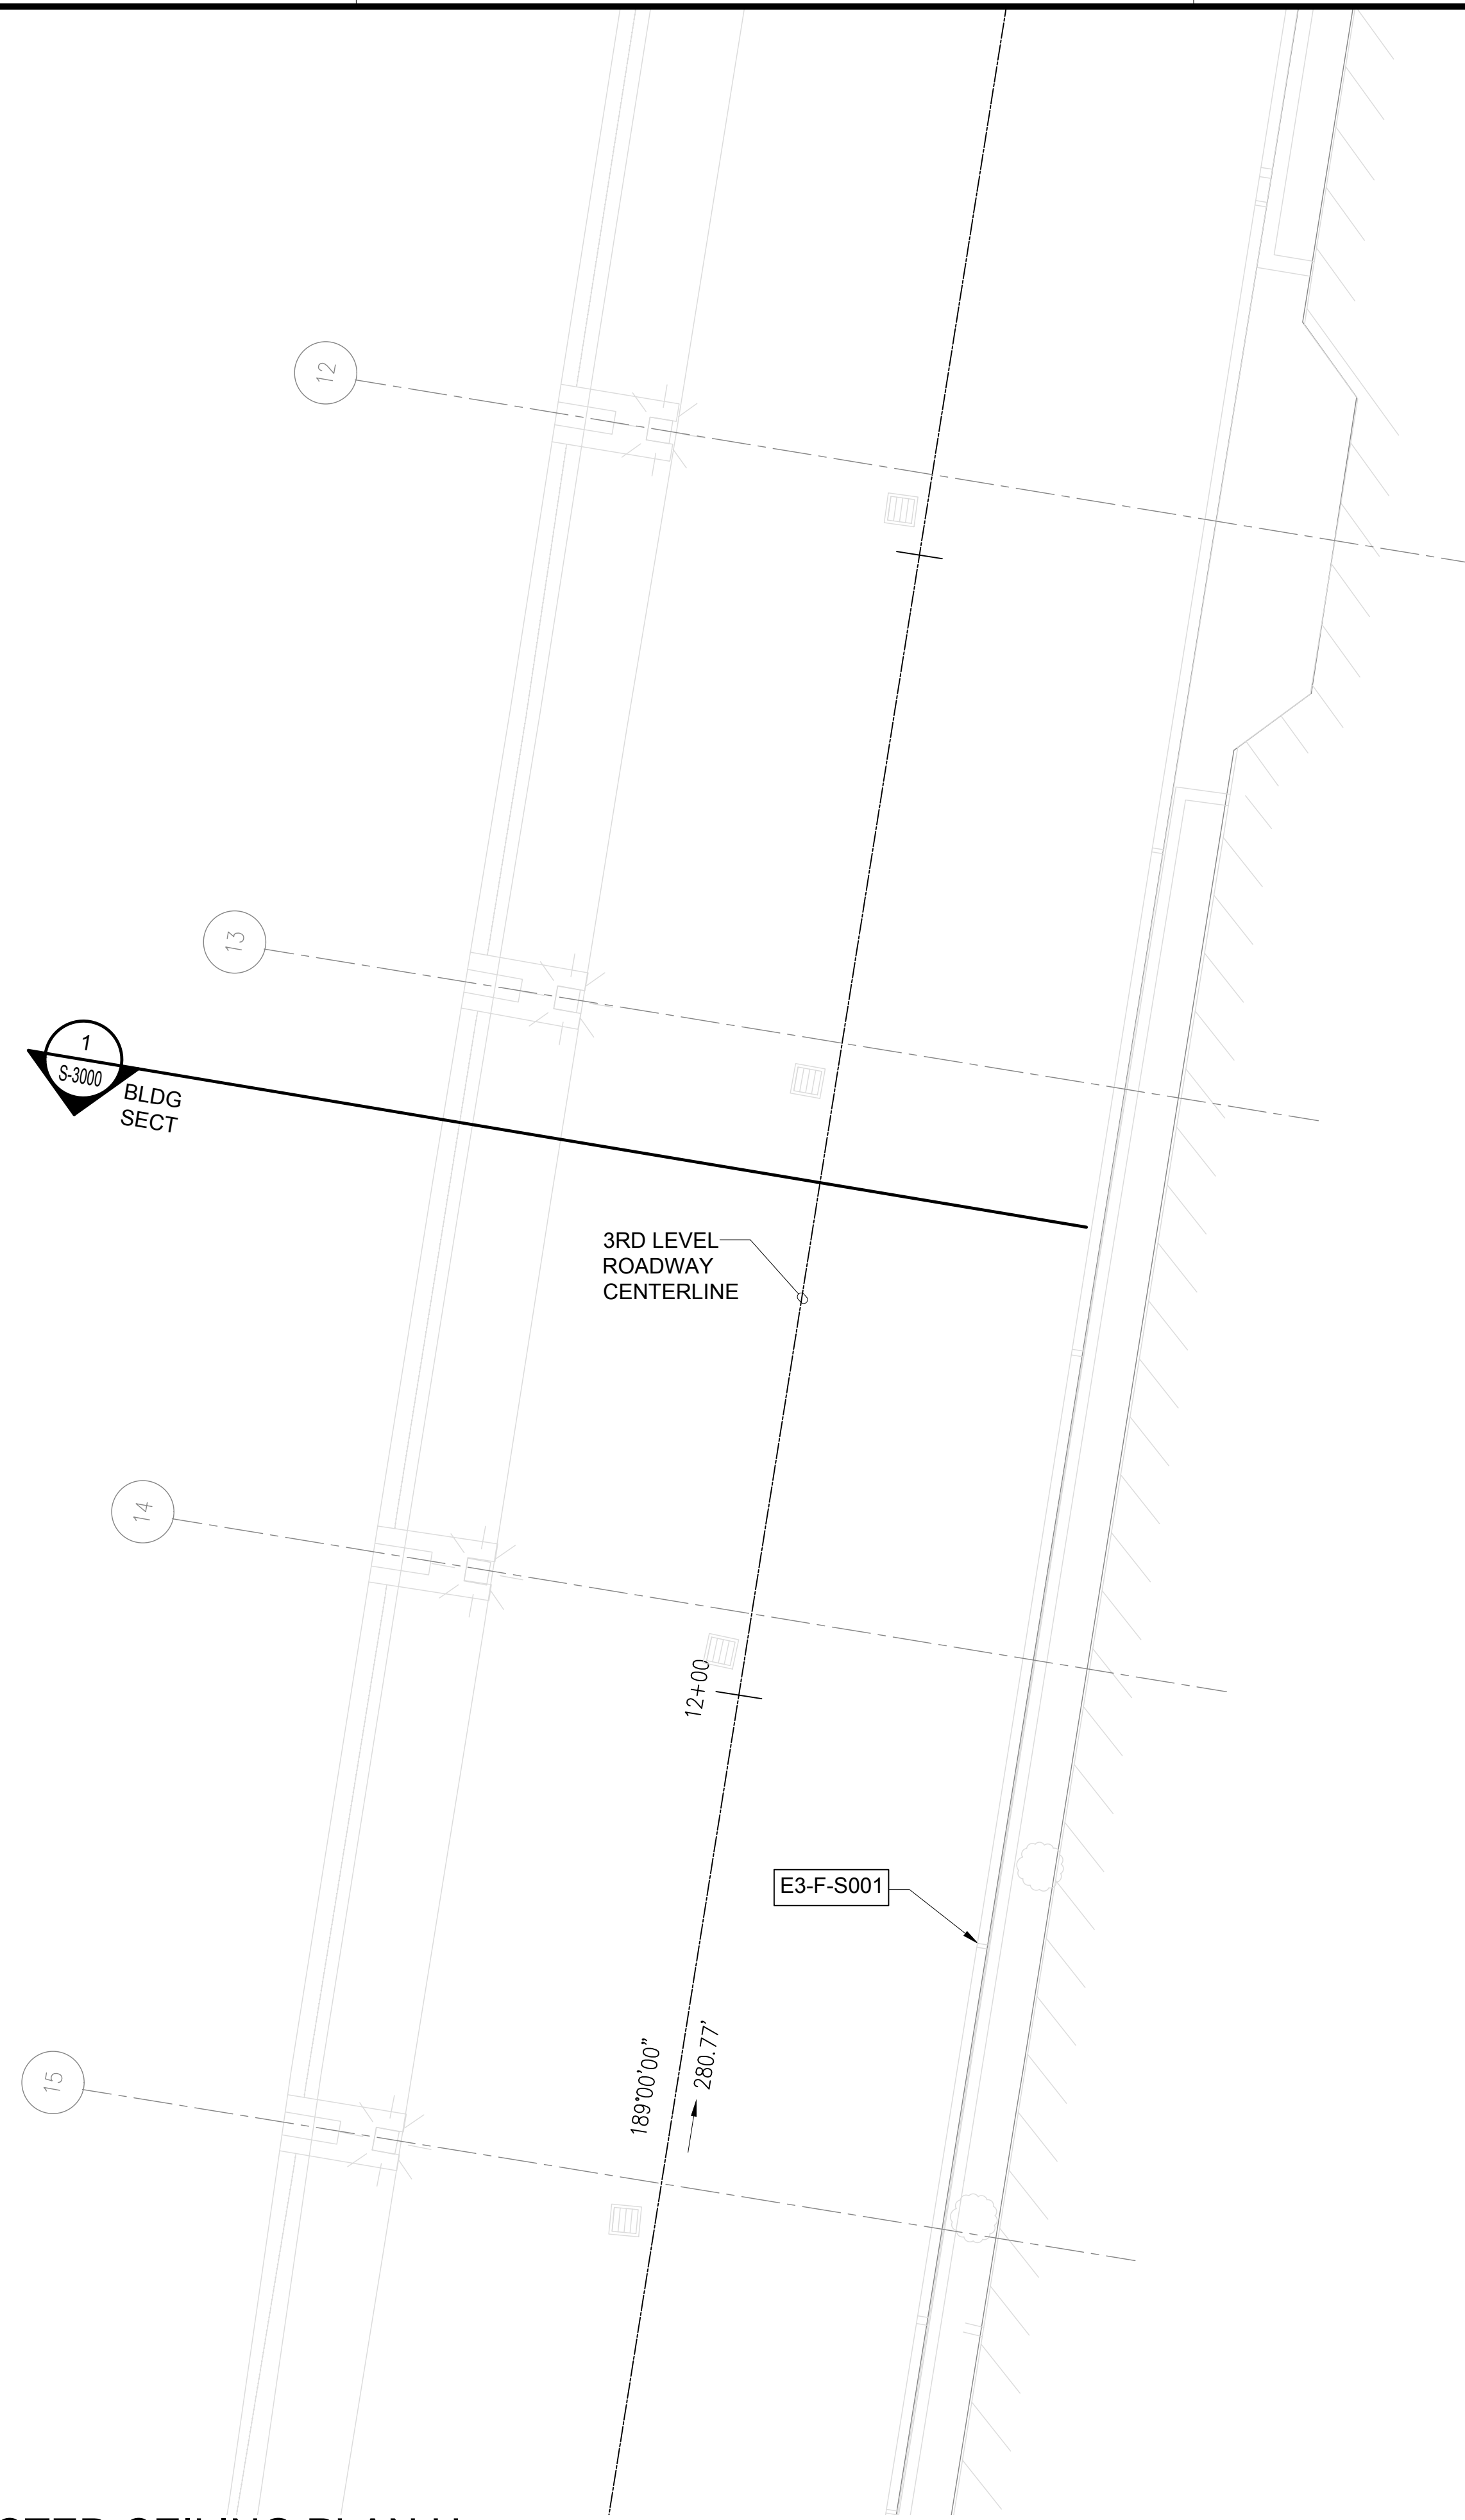 12
13
1
S-3000
BLDG
SECT
3RD LEVEL
ROADWAY
CENTERLINE
14
12+00
E3-F-S001
189°00'00"
280.77'
15